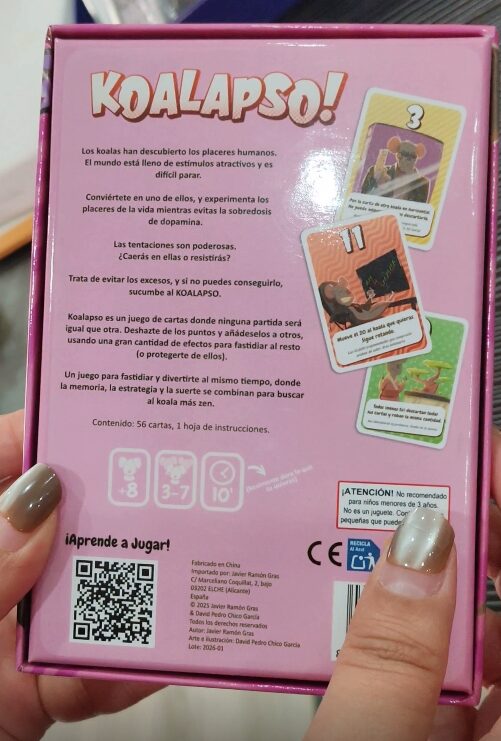 KOALAPSO!
Los koalas han descubierto los placeres humanos.
El mundo está lleno de estímulos atractivos y es
difícil parar.
Conviértete en uno de ellos, y experimenta los
placeres de la vida mientras evitas la sobredosis
de dopamina.
Las tentaciones son poderosas.
¿Caerás en ellas o resistirás?
Trata de evitar los excesos, y si no puedes conseguirlo,
sucumbe al KOALAPSO.
Koalapso es un juego de cartas donde ninguna partida será
igual que otra. Deshazte de los puntos y añádeselos a otros,
usando una gran cantidad de efectos para fastidiar al resto
(o protegerte de ellos).
Un juego para fastidiar y divertirte al mismo tiempo, donde
la memoria, la estrategia y la suerte se combinan para buscar
al koala más zen.
Contenido: 56 cartas, 1 hoja de instrucciones.
3
11
Mueve el 20 al koala que quieras
Sigue rotando.
+8
3-7
10'
¡ATENCIÓN! No recomendado
para niños menores de 3 años.
No es un juguete.
pequeñas que
CE
RECICLA
Al Azul
¡Aprende a Jugar!
Fabricado en China
Importado por: Javier Ramón Gras
C/ Marceliano Coquillat, 2, bajo
03202 ELCHE (Alicante)
España
© 2025 Javier Ramón Gras
& David Pedro Chico García
Todos los derechos reservados
Autor: Javier Ramón Gras
Arte e ilustración: David Pedro Chico García
Lote: 2026-01